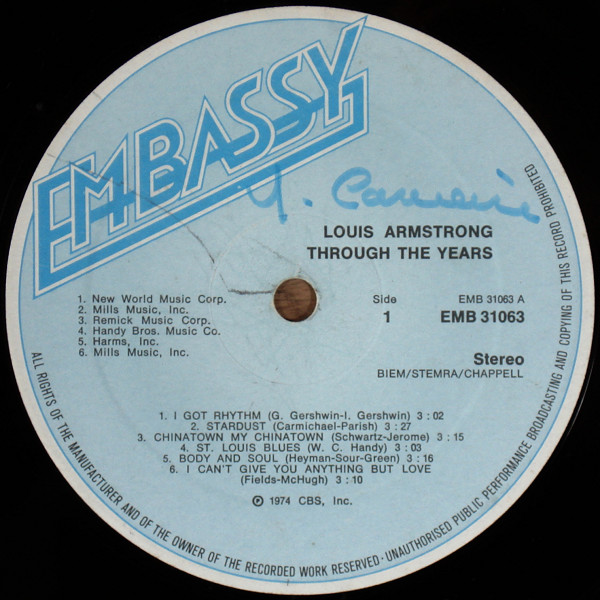 EMBASSY
LOUIS ARMSTRONG
THROUGH THE YEARS
1. New World Music Corp.
2. Mills Music, Inc.
3. Remick Music Corp.
4. Handy Bros. Music Co.
5. Harms, Inc.
6. Mills Music, Inc.
Side EMB 31063 A
1 EMB 31063
Stereo
BIEM/STEMRA/CHAPPELL
1. I GOT RHYTHM (G. Gershwin-I. Gershwin) 3 : 02
2. STARDUST (Carmichael-Parish) 3 : 27
3. CHINATOWN MY CHINATOWN (Schwartz-Jerome) 3 : 15
4. ST. LOUIS BLUES (W. C. Handy) 3 : 03
5. BODY AND SOUL (Heyman-Sour-Green) 3 : 16
6. I CAN'T GIVE YOU ANYTHING BUT LOVE
(Fields-McHugh) 3 : 10
℗ 1974 CBS, Inc.
ALL RIGHTS OF THE MANUFACTURER AND OF THE OWNER OF THE RECORDED WORK RESERVED · UNAUTHORISED PUBLIC PERFORMANCE BROADCASTING AND COPYING OF THIS RECORD PROHIBITED